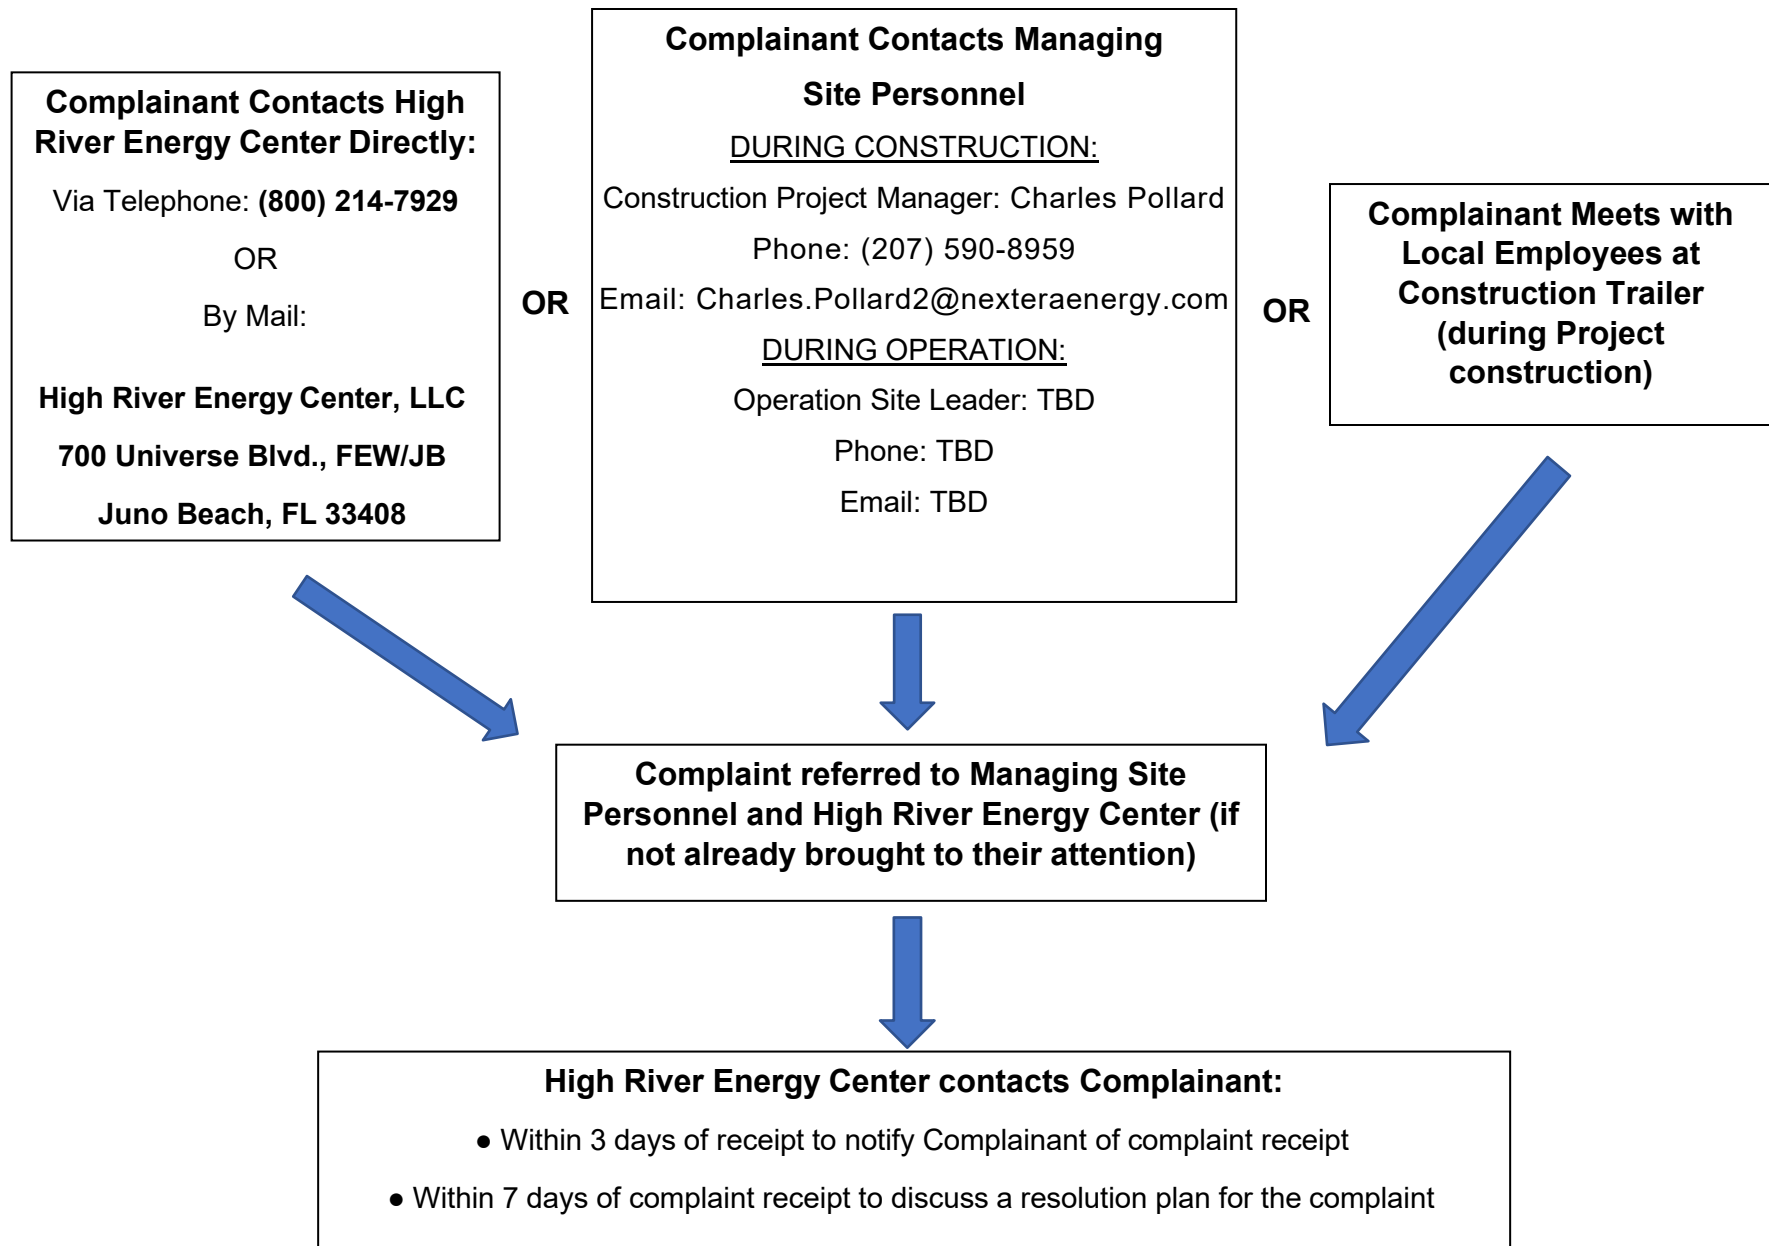 Complainant Contacts High
River Energy Center Directly:
Via Telephone: (800) 214-7929
OR
By Mail:
High River Energy Center, LLC
700 Universe Blvd., FEW/JB
Juno Beach, FL 33408
OR
Complainant Contacts Managing
Site Personnel
DURING CONSTRUCTION:
Construction Project Manager: Charles Pollard
Phone: (207) 590-8959
Email: Charles.Pollard2@nexteraenergy.com
DURING OPERATION:
Operation Site Leader: TBD
Phone: TBD
Email: TBD
OR
Complainant Meets with
Local Employees at
Construction Trailer
(during Project
construction)
Complaint referred to Managing Site
Personnel and High River Energy Center (if
not already brought to their attention)
High River Energy Center contacts Complainant:
● Within 3 days of receipt to notify Complainant of complaint receipt
● Within 7 days of complaint receipt to discuss a resolution plan for the complaint